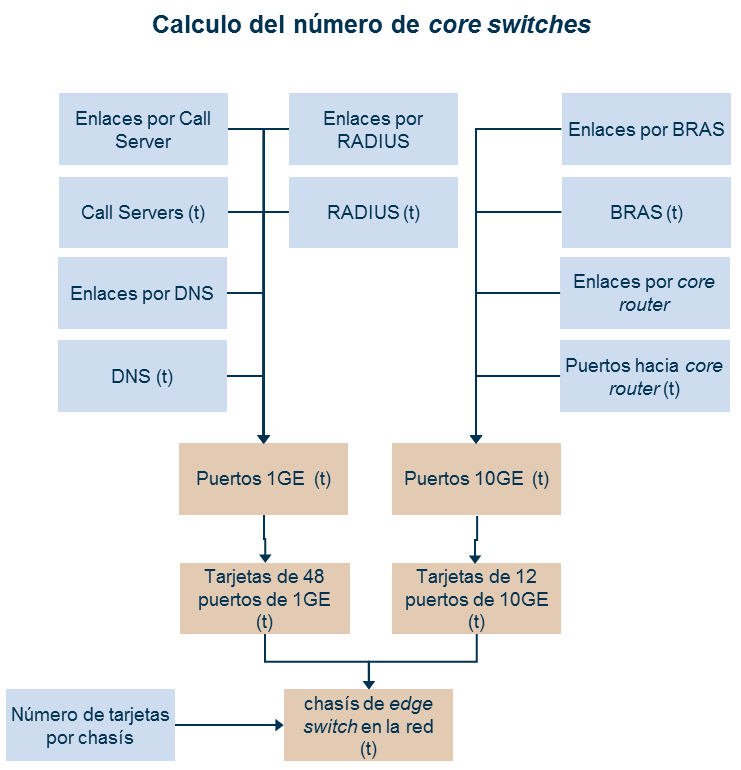 Calculo del número de core switches
Enlaces por Call
Server
Enlaces por
RADIUS
Enlaces por BRAS
Call Servers (t)
RADIUS (t)
BRAS (t)
Enlaces por DNS
Enlaces por core
router
DNS (t)
Puertos hacia core
router (t)
Puertos 1GE (t)
Puertos 10GE (t)
Tarjetas de 48
puertos de 1GE
(t)
Tarjetas de 12
puertos de 10GE
(t)
Número de tarjetas
por chasís
chasís de edge
switch en la red
(t)